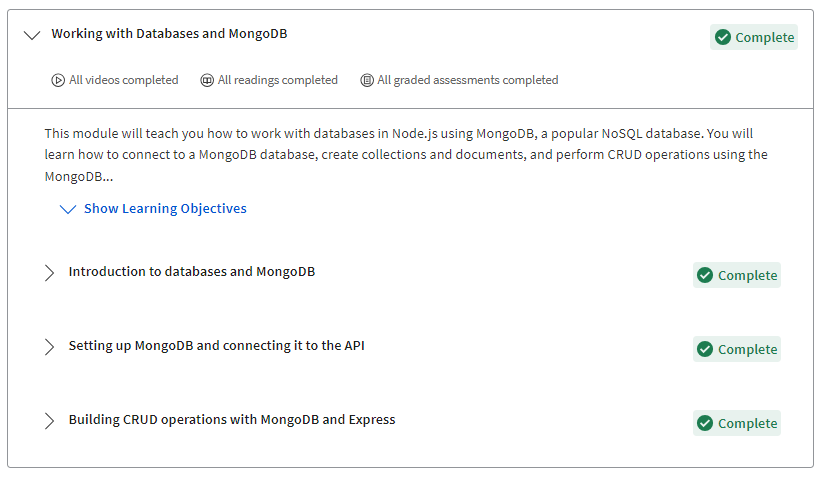 Working with Databases and MongoDB
Complete
All videos completed All readings completed All graded assessments completed
This module will teach you how to work with databases in Node.js using MongoDB, a popular NoSQL database. You will
learn how to connect to a MongoDB database, create collections and documents, and perform CRUD operations using the
MongoDB...
Show Learning Objectives
Introduction to databases and MongoDB
Complete
Setting up MongoDB and connecting it to the API
Complete
Building CRUD operations with MongoDB and Express
Complete